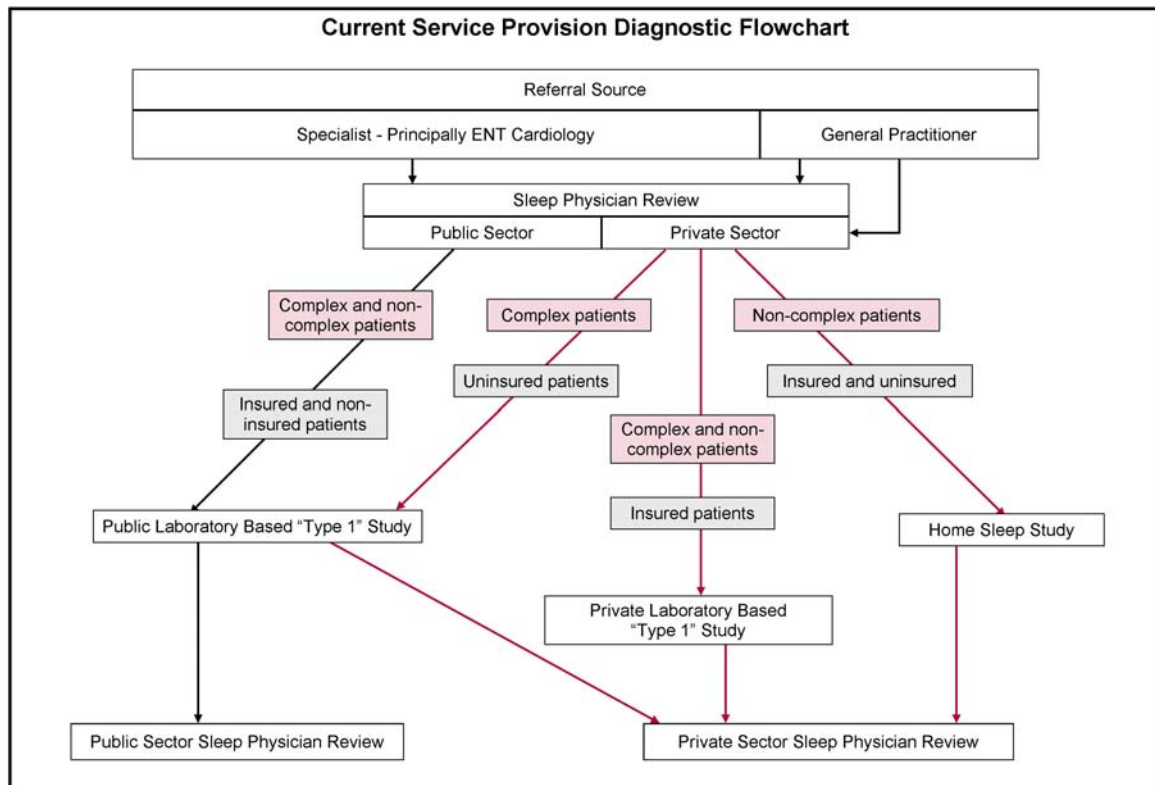 Current Service Provision Diagnostic Flowchart
Referral Source
Specialist - Principally ENT Cardiology
General Practitioner
Sleep Physician Review
Public Sector
Private Sector
Complex and non-
complex patients
Complex patients
Non-complex patients
Uninsured patients
Insured and uninsured
Insured and non-
insured patients
Complex and non-
complex patients
Insured patients
Public Laboratory Based “Type 1” Study
Home Sleep Study
Private Laboratory Based
“Type 1” Study
Public Sector Sleep Physician Review
Private Sector Sleep Physician Review